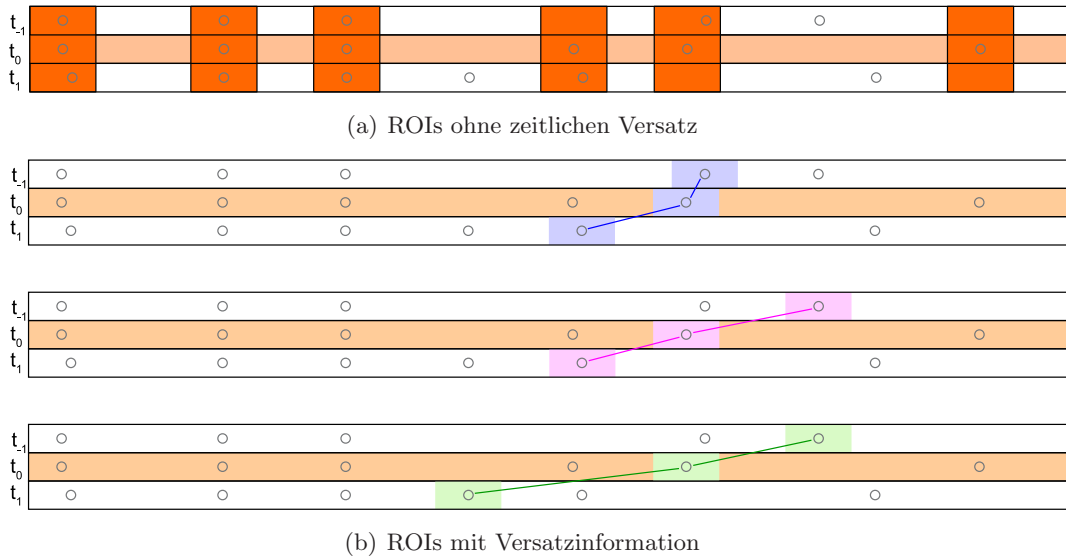 t-1
t0
t1
(a) ROIs ohne zeitlichen Versatz
t-1
t0
t1
t-1
t0
t1
t-1
t0
t1
(b) ROIs mit Versatzinformation